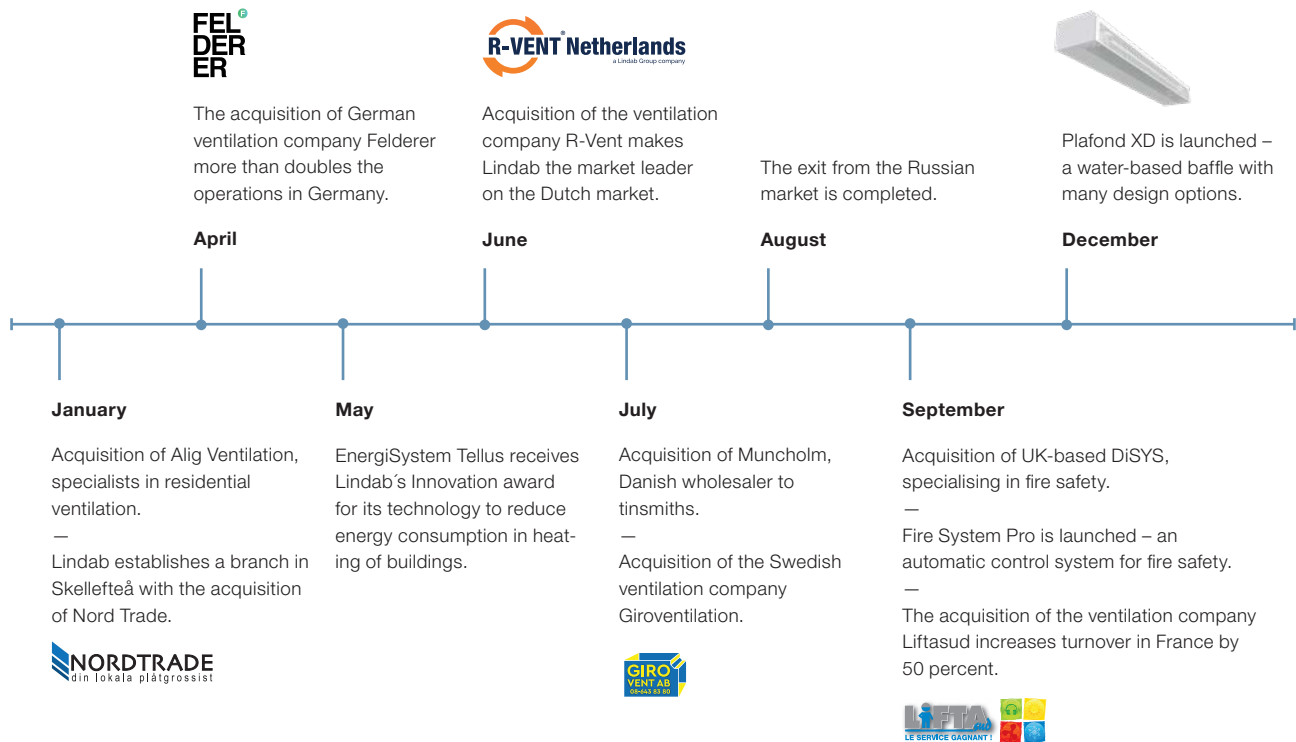 FEL
DER
ER
F
The acquisition of German
ventilation company Felderer
more than doubles the
operations in Germany.
April
R-VENT® Netherlands
a Lindab Group company
Acquisition of the ventilation
company R-Vent makes
Lindab the market leader
on the Dutch market.
June
The exit from the Russian
market is completed.
August
Plafond XD is launched –
a water-based baffle with
many design options.
December
January
Acquisition of Alig Ventilation,
specialists in residential
ventilation.
—
Lindab establishes a branch in
Skellefteå with the acquisition
of Nord Trade.
NORDTRADE
din lokala plåtgrossist
May
EnergiSystem Tellus receives
Lindab´s Innovation award
for its technology to reduce
energy consumption in heat-
ing of buildings.
July
Acquisition of Muncholm,
Danish wholesaler to
tinsmiths.
—
Acquisition of the Swedish
ventilation company
Giroventilation.
GIRO
VENT AB
08-643 83 80
September
Acquisition of UK-based DiSYS,
specialising in fire safety.
—
Fire System Pro is launched – an
automatic control system for fire safety.
—
The acquisition of the ventilation company
Liftasud increases turnover in France by
50 percent.
LiFTA sud
LE SERVICE GAGNANT !